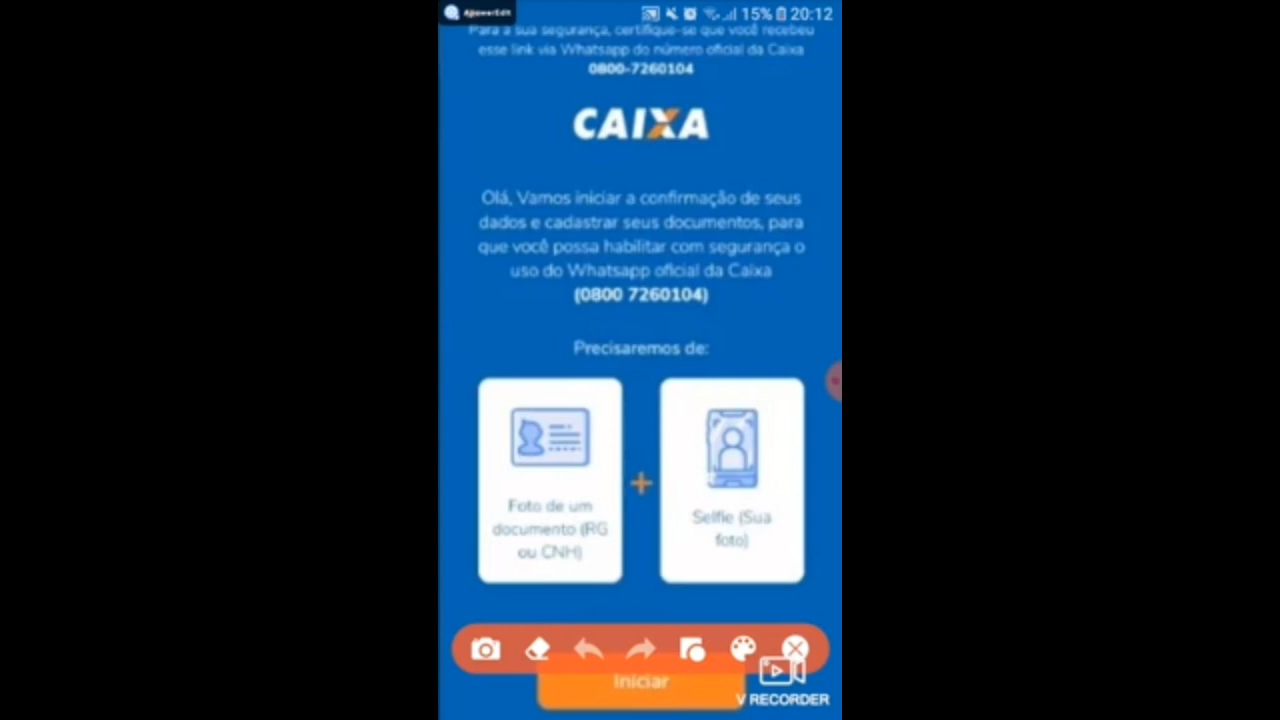 ApowerEdit
15% 20:12
Para a sua segurança, certifique-se que você recebeu
esse link via Whatsapp do número oficial da Caixa
0800-7260104
CAIXA
Olá, Vamos iniciar a confirmação de seus
dados e cadastrar seus documentos, para
que você possa habilitar com segurança o
uso do Whatsapp oficial da Caixa
(0800 7260104)
Precisaremos de:
Foto de um
documento (RG
ou CNH)
+
Selfie (Sua
foto)
Iniciar
V RECORDER